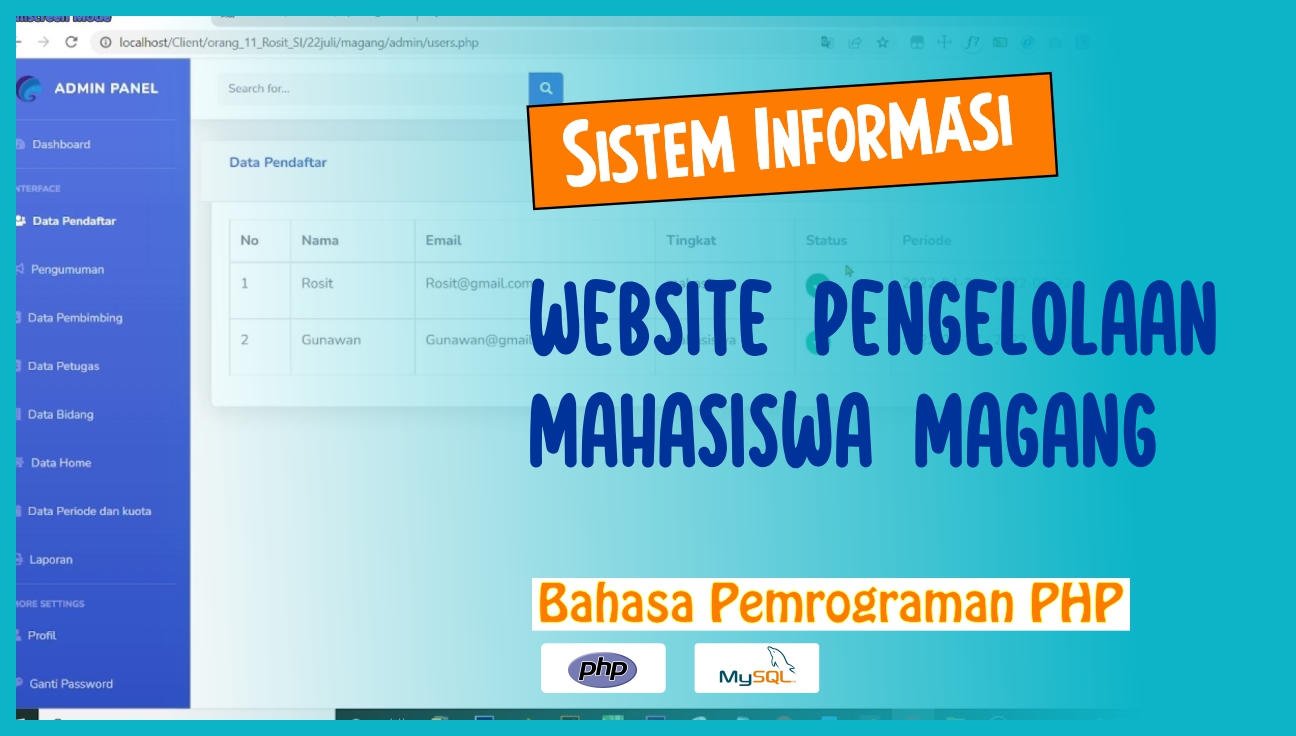 localhost/Client/orang_11_Rosit_SI/22juli/magang/admin/users.php
ADMIN PANEL
Search for...
SISTEM INFORMASI
Dashboard
Data Pendaftar
INTERFACE
Data Pendaftar
No Nama Email Tingkat Status Periode
Pengumuman
1 Rosit Rosit@gmail.com
WEBSITE PENGELOLAAN
Data Pembimbing
2 Gunawan
Data Petugas
MAHASISWA MAGANG
Data Bidang
Data Home
Data Periode dan kuota
Laporan
MORE SETTINGS
Bahasa Pemrograman PHP
Profil
php MySQL
Ganti Password